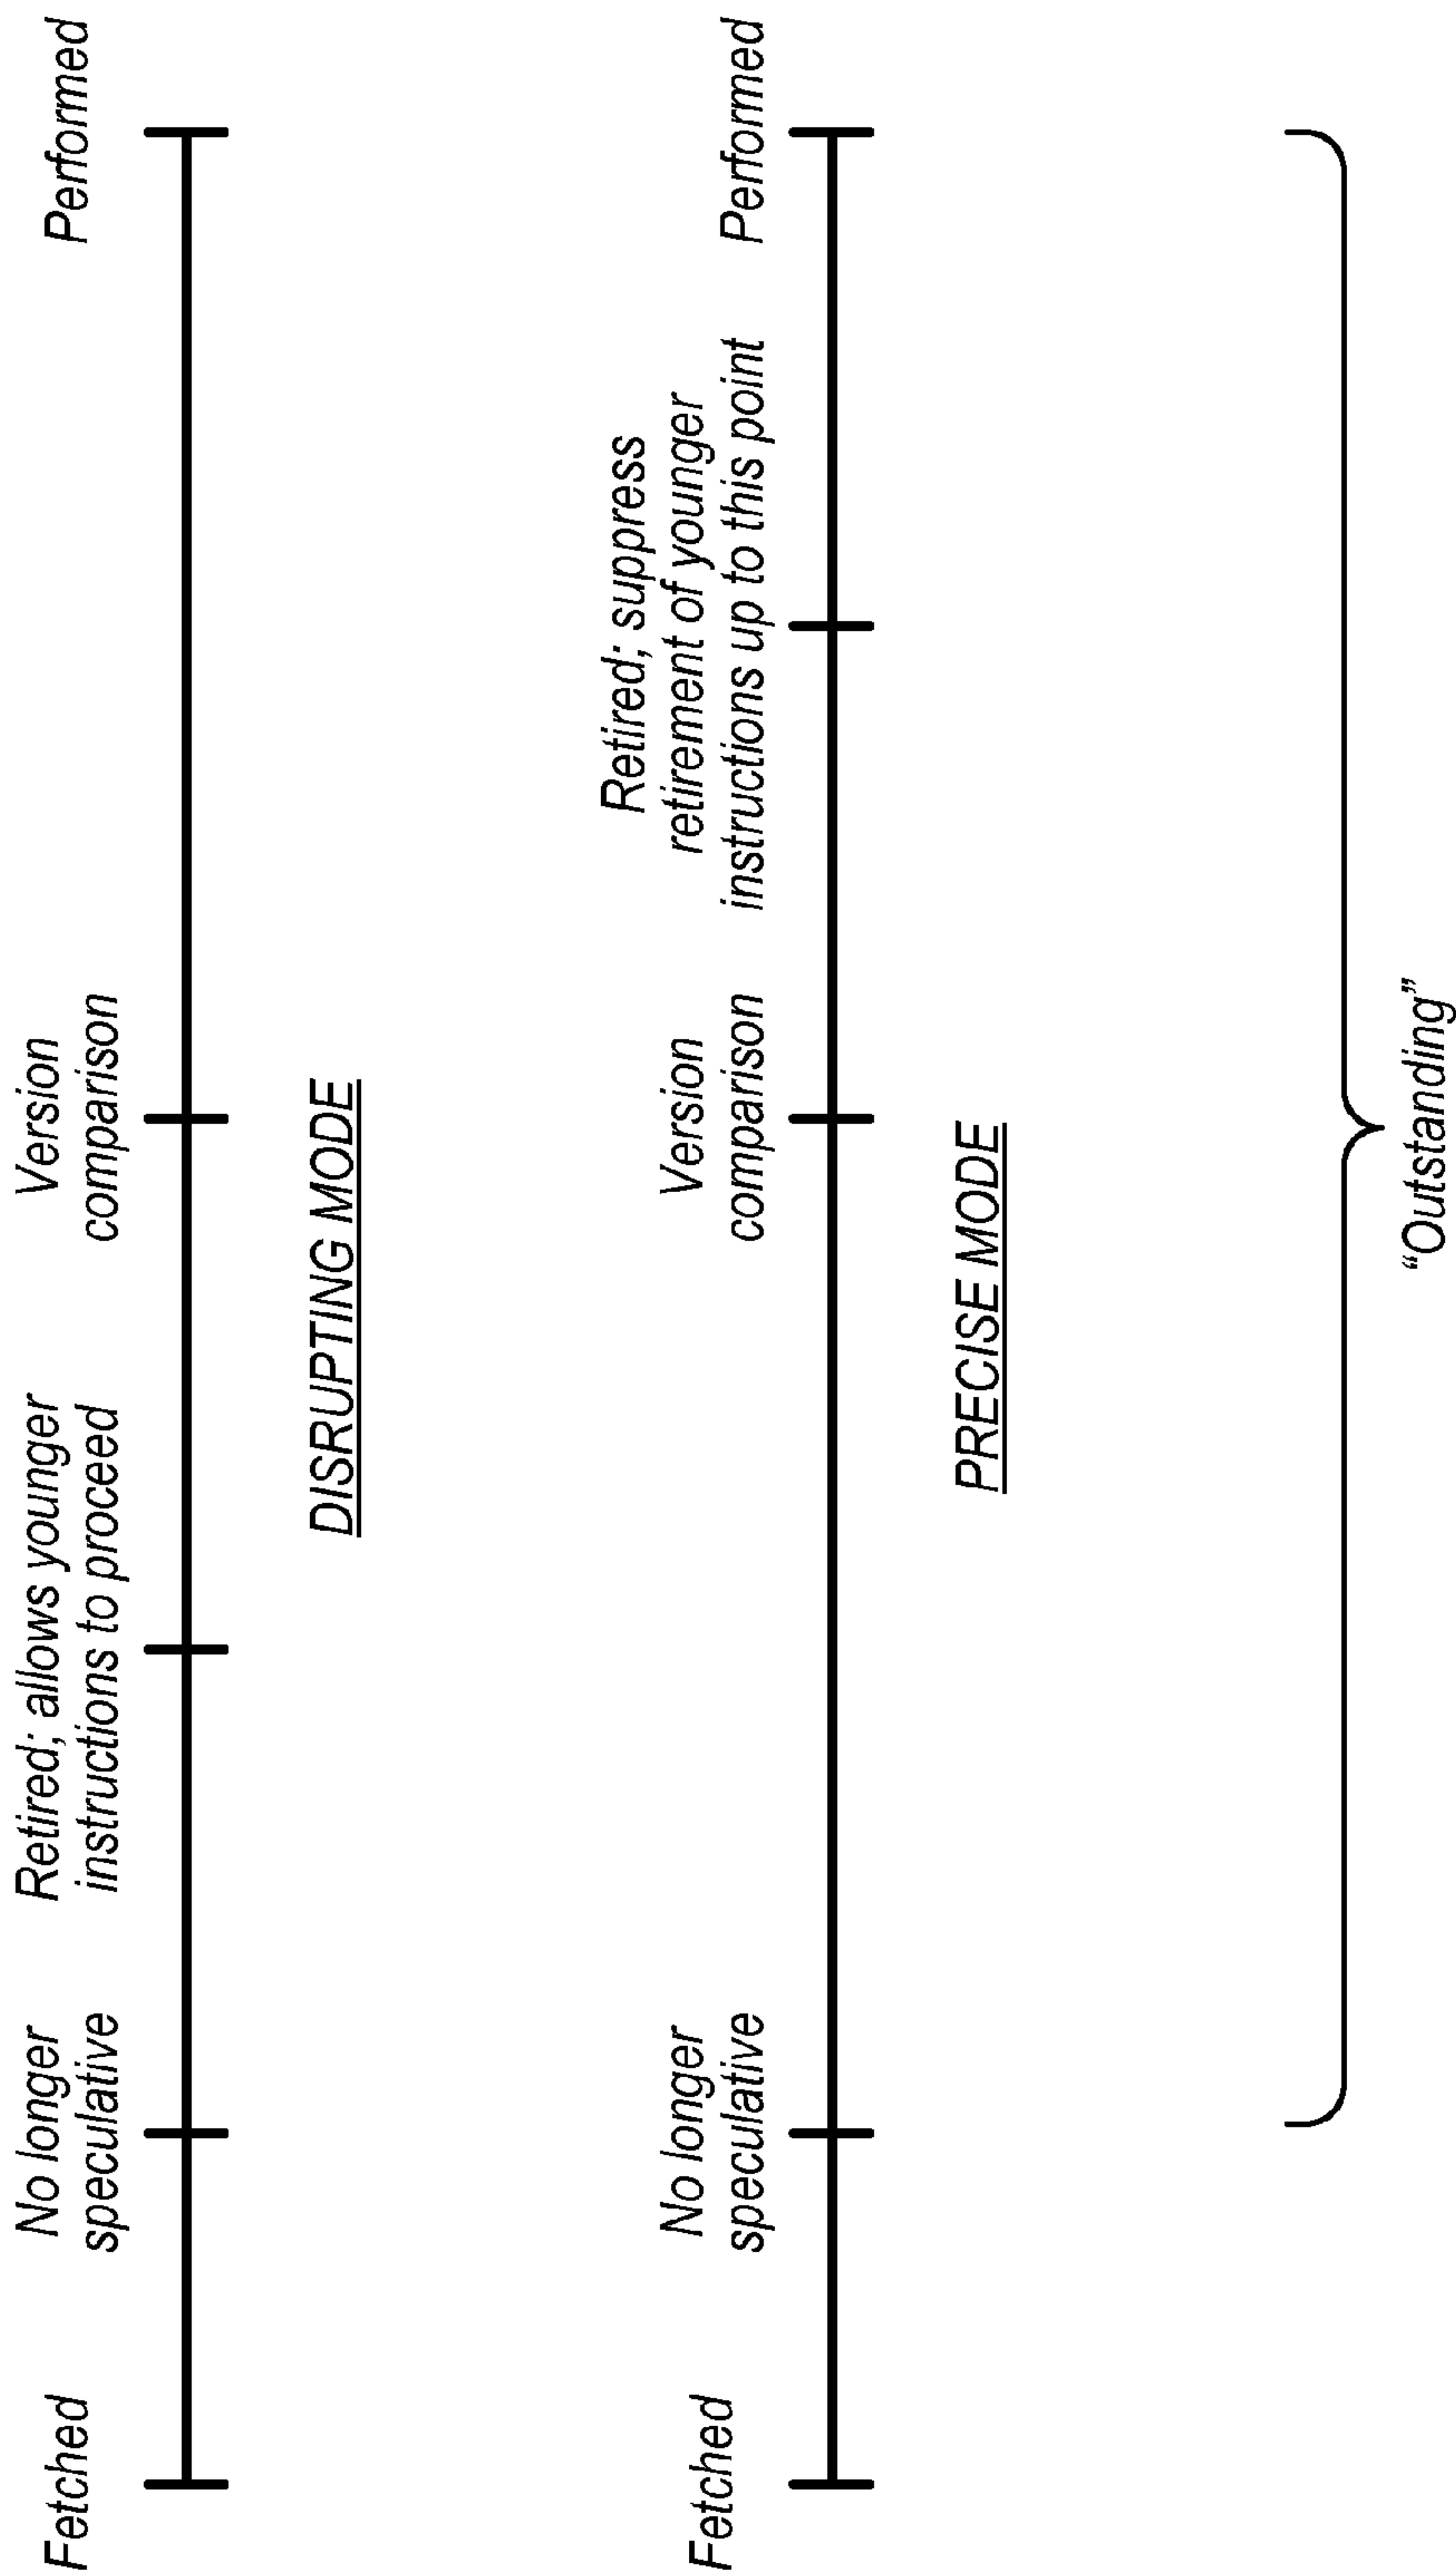 Fetched
No longer
speculative
Retired; allows younger
instructions to proceed
Version
comparison
Performed
DISRUPTING MODE
Fetched
No longer
speculative
Version
comparison
Retired; suppress
retirement of younger
instructions up to this point
Performed
PRECISE MODE
“Outstanding”